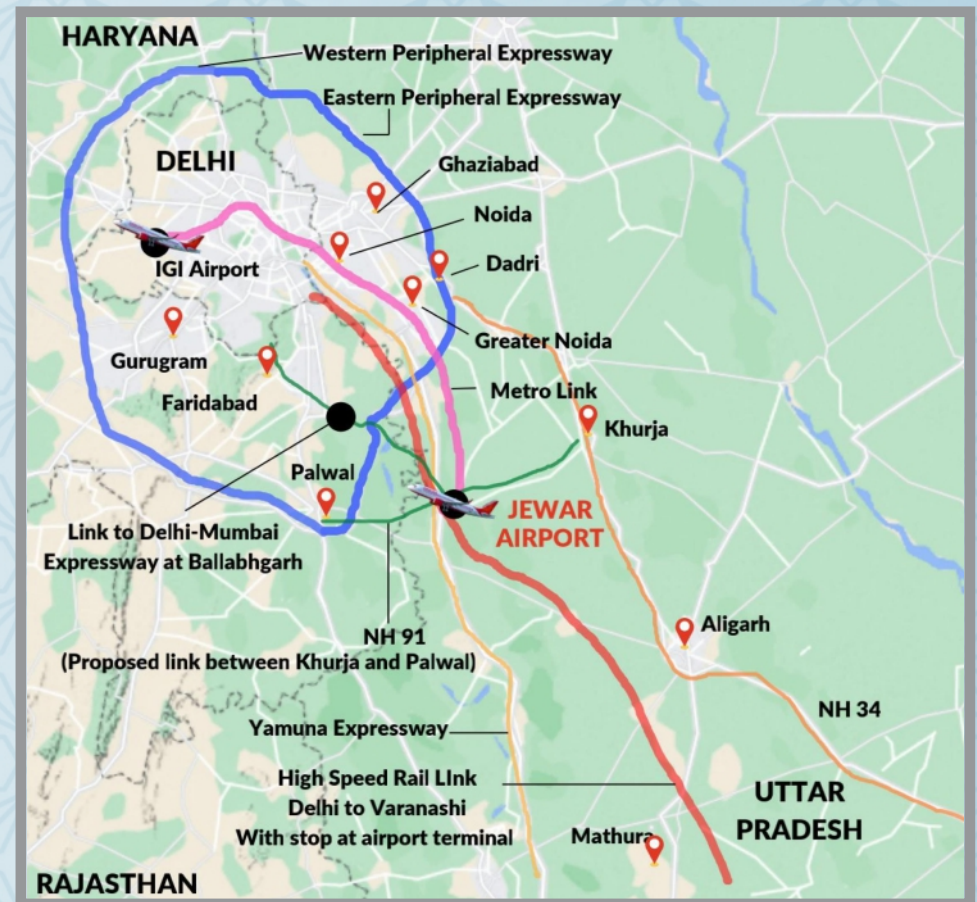 HARYANA
Western Peripheral Expressway
Eastern Peripheral Expressway
DELHI
Ghaziabad
Noida
Dadri
IGI Airport
Greater Noida
Gurugram
Metro Link
Faridabad
Khurja
Palwal
JEWAR
AIRPORT
Link to Delhi-Mumbai
Expressway at Ballabhgarh
Aligarh
NH 91
(Proposed link between Khurja and Palwal)
NH 34
Yamuna Expressway
High Speed Rail LInk
Delhi to Varanashi
With stop at airport terminal
UTTAR
PRADESH
Mathura
RAJASTHAN